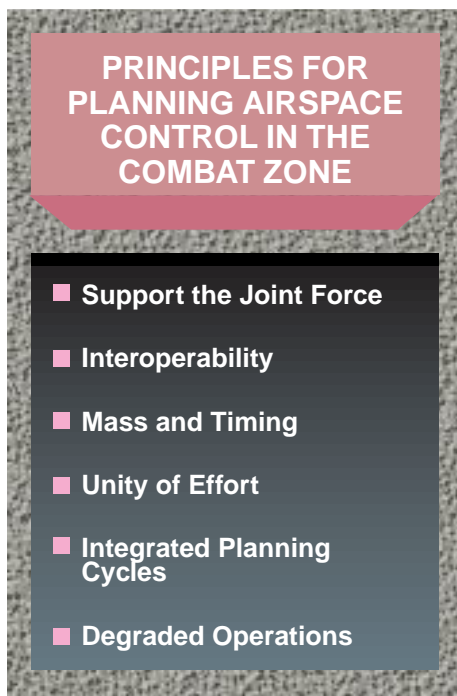 PRINCIPLES FOR
PLANNING AIRSPACE
CONTROL IN THE
COMBAT ZONE
Support the Joint Force
Interoperability
Mass and Timing
Unity of Effort
Integrated Planning
Cycles
Degraded Operations